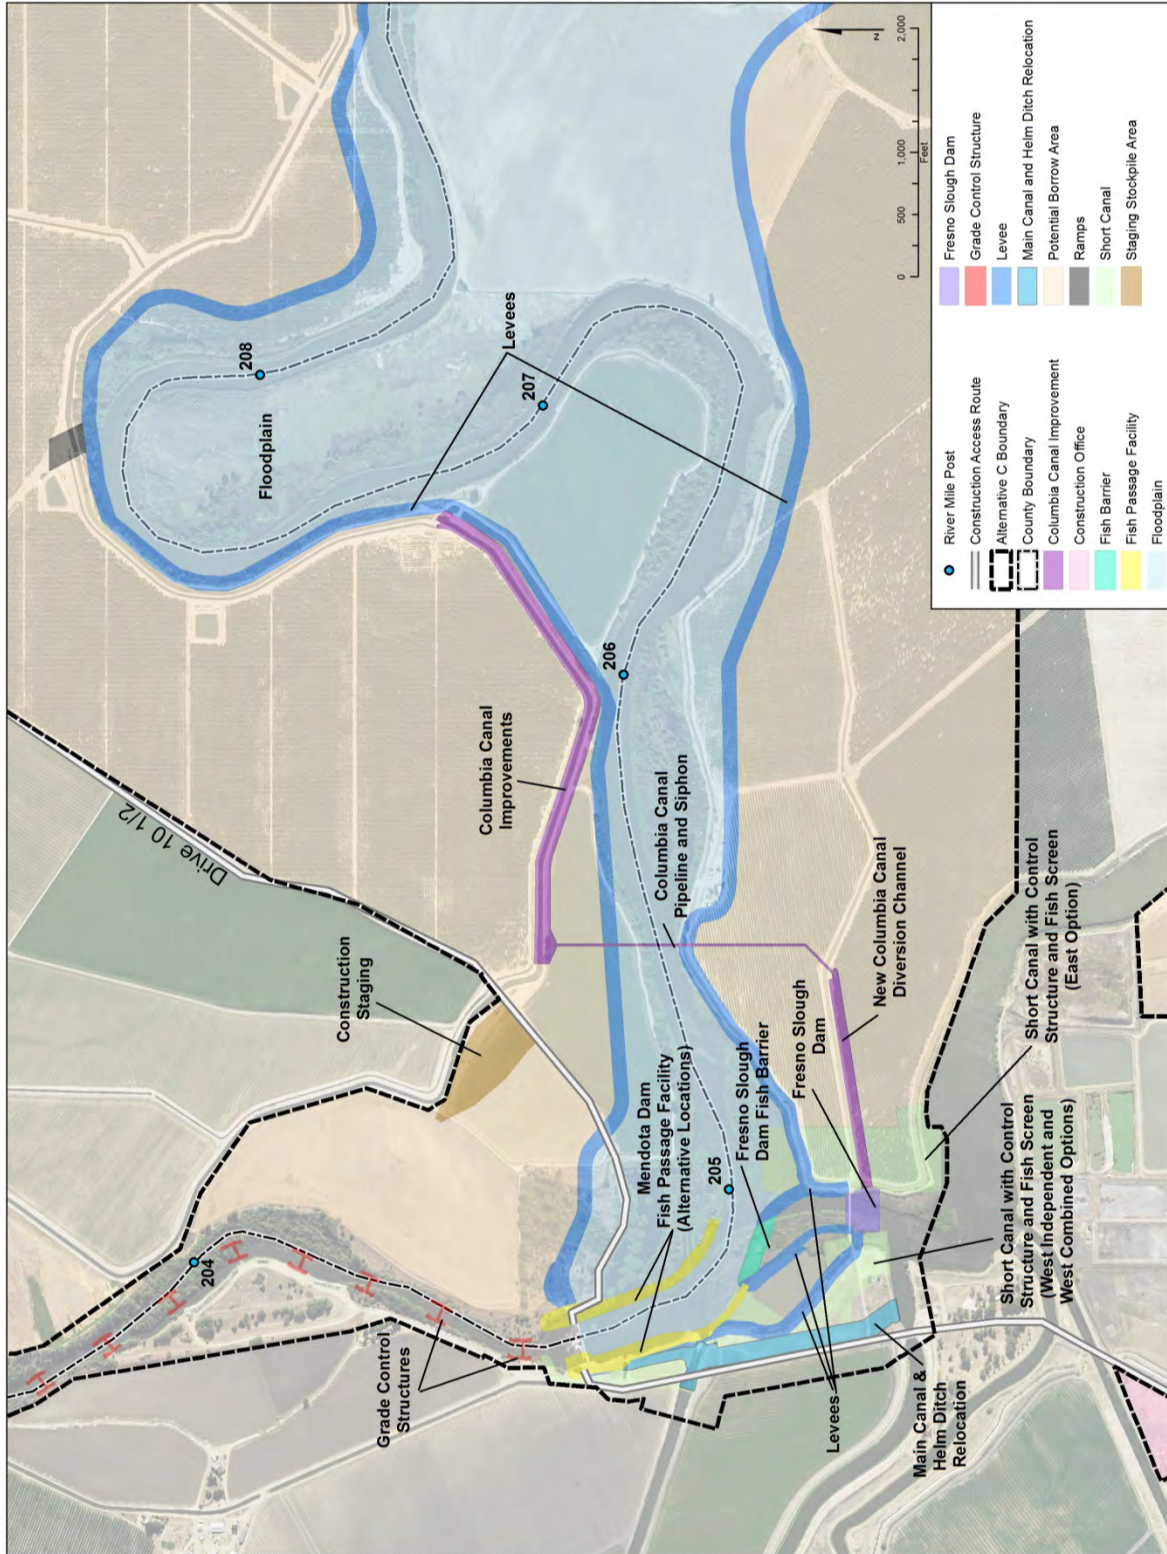 Drive 10 1/2
Construction
Staging
Columbia Canal
Improvements
Floodplain
208
207
206
205
204
Levees
Grade Control
Structures
Mendota Dam
Fish Passage Facility
(Alternative Locations)
Columbia Canal
Pipeline and Siphon
Fresno Slough
Dam Fish Barrier
Fresno Slough
Dam
New Columbia Canal
Diversion Channel
Levees
Main Canal &
Helm Ditch
Relocation
Short Canal with Control
Structure and Fish Screen
(West Independent and
West Combined Options)
Short Canal with Control
Structure and Fish Screen
(East Option)
0
500
1,000
2,000
Feet
N
River Mile Post
Construction Access Route
Alternative C Boundary
County Boundary
Columbia Canal Improvement
Construction Office
Fish Barrier
Fish Passage Facility
Floodplain
Fresno Slough Dam
Grade Control Structure
Levee
Main Canal and Helm Ditch Relocation
Potential Borrow Area
Ramps
Short Canal
Staging Stockpile Area